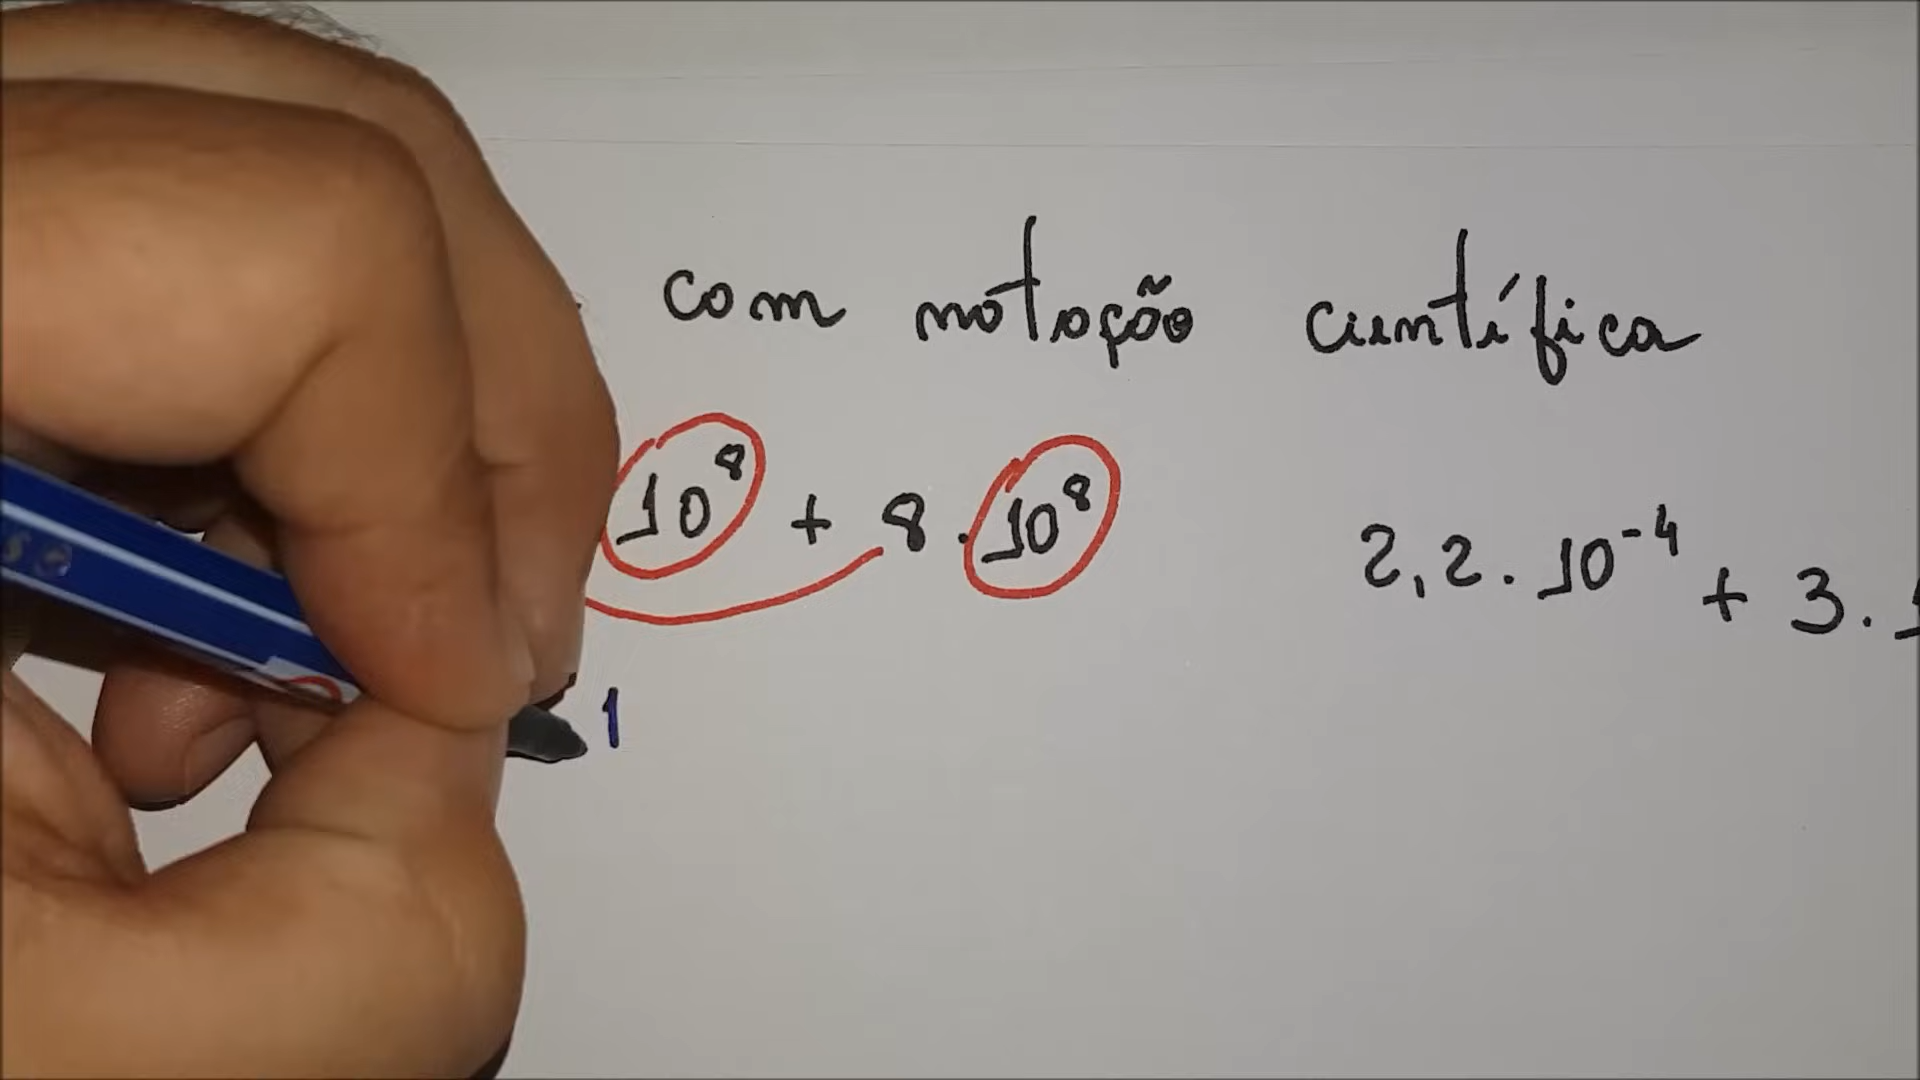 com notação científica
10⁸ + 8 . 10⁸
2,2 . 10⁻⁴ + 3 .
1